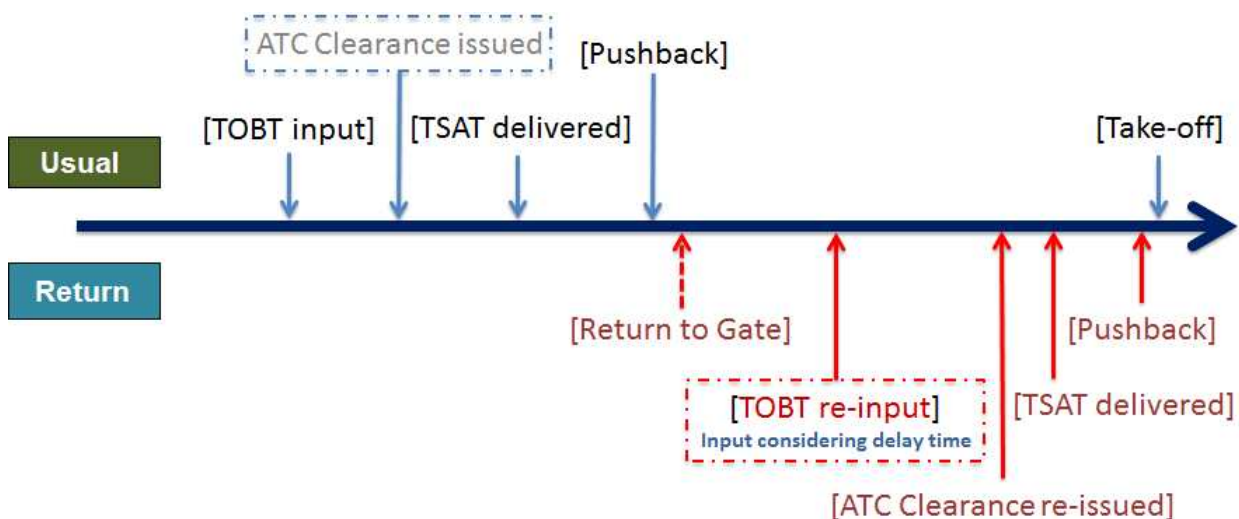 ATC Clearance issued
[Pushback]
[TOBT input]
[TSAT delivered]
[Take-off]
Usual
Return
[Return to Gate]
[Pushback]
[TOBT re-input]
Input considering delay time
[TSAT delivered]
[ATC Clearance re-issued]